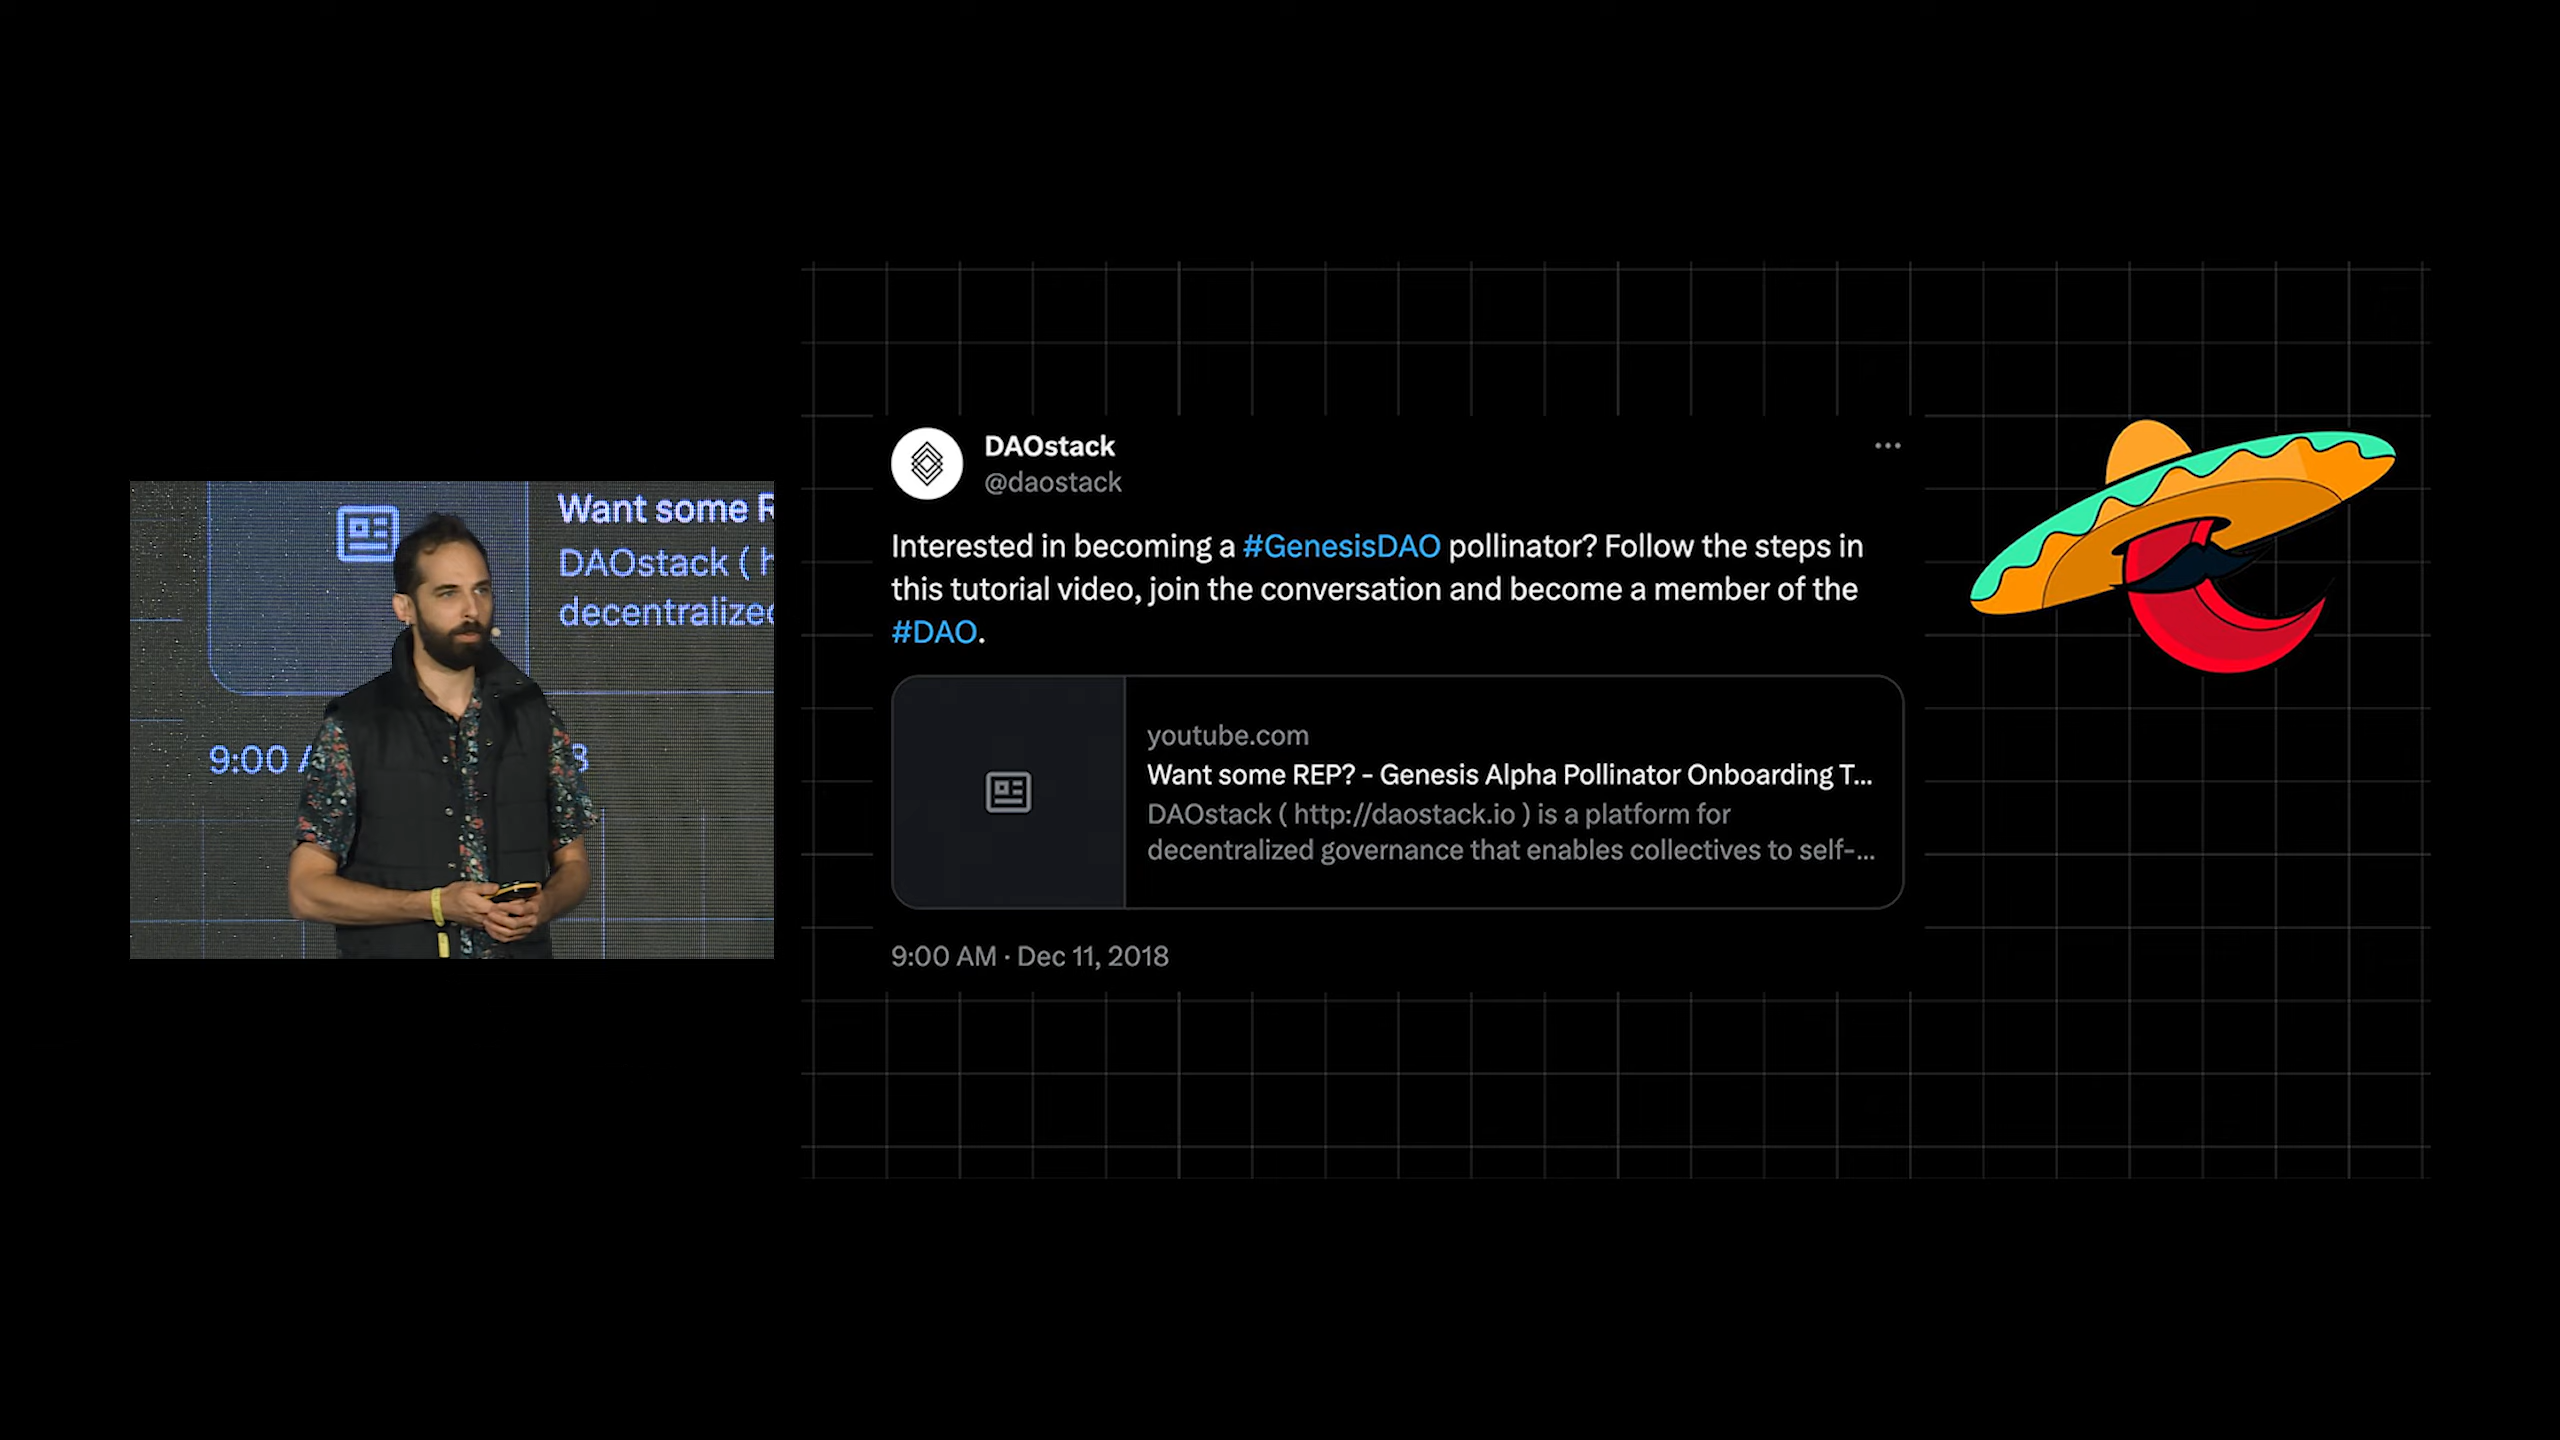 Want some R
DAOstack ( h
decentralized
9:00 A
8
DAOstack
@daostack
Interested in becoming a #GenesisDAO pollinator? Follow the steps in
this tutorial video, join the conversation and become a member of the
#DAO.
youtube.com
Want some REP? - Genesis Alpha Pollinator Onboarding T...
DAOstack ( http://daostack.io ) is a platform for
decentralized governance that enables collectives to self-...
9:00 AM · Dec 11, 2018